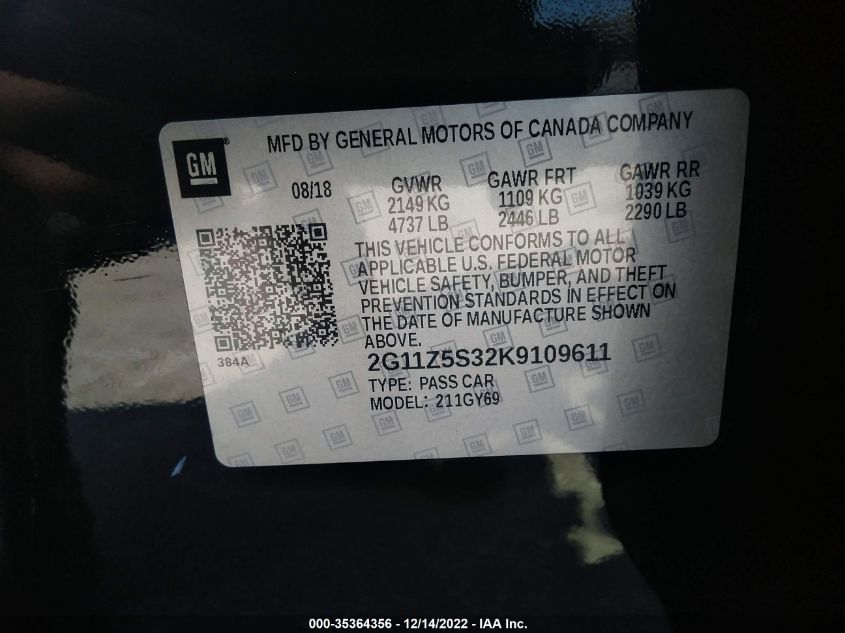 MFD BY GENERAL MOTORS OF CANADA COMPANY
GM®
08/18 GVWR GAWR FRT GAWR RR
2149 KG 1109 KG 1039 KG
4737 LB 2446 LB 2290 LB
THIS VEHICLE CONFORMS TO ALL
APPLICABLE U.S. FEDERAL MOTOR
VEHICLE SAFETY, BUMPER, AND THEFT
PREVENTION STANDARDS IN EFFECT ON
THE DATE OF MANUFACTURE SHOWN
ABOVE.
384A
2G11Z5S32K9109611
TYPE: PASS CAR
MODEL: 211GY69
000-35364356 - 12/14/2022 - IAA Inc.